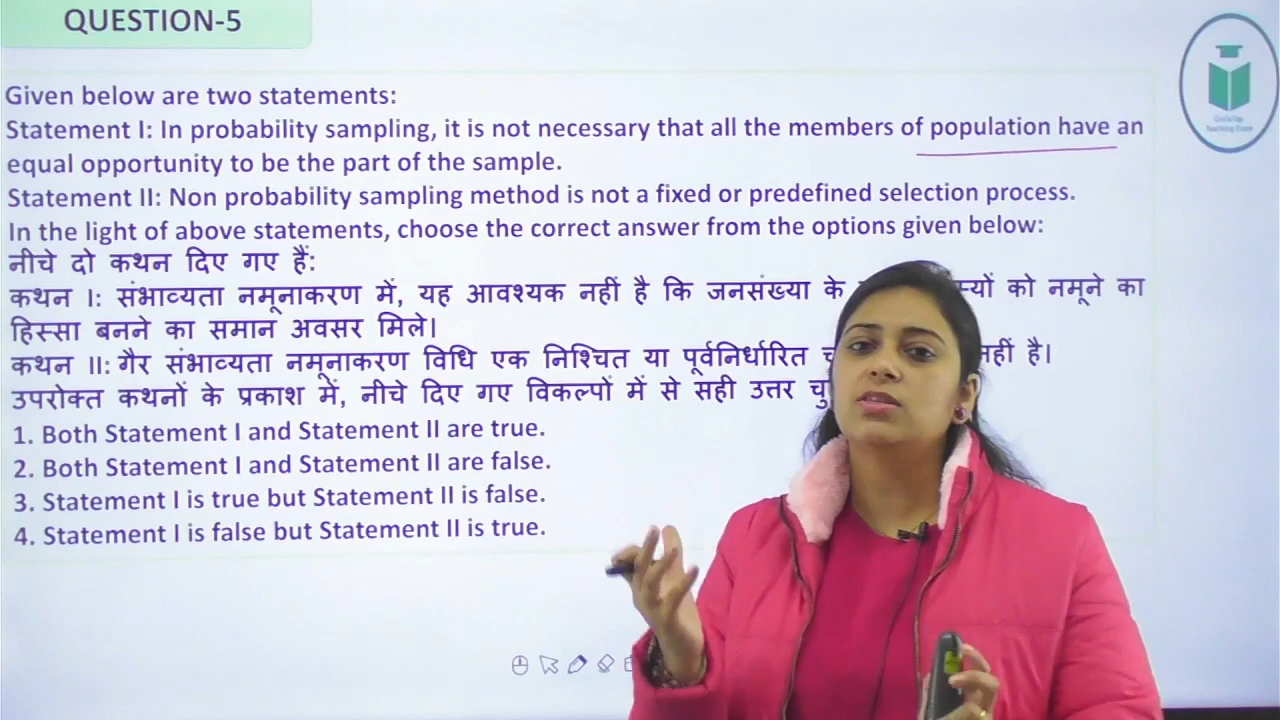 QUESTION-5
Given below are two statements:
Statement I: In probability sampling, it is not necessary that all the members of population have an
equal opportunity to be the part of the sample.
Statement II: Non probability sampling method is not a fixed or predefined selection process.
In the light of above statements, choose the correct answer from the options given below:
नीचे दो कथन दिए गए हैं:
कथन I: संभाव्यता नमूनाकरण में, यह आवश्यक नहीं है कि जनसंख्या के को नमूने का
हिस्सा बनने का समान अवसर मिले।
कथन II: गैर संभाव्यता नमूनाकरण विधि एक निश्चित या पूर्वनिर्धारित नहीं है।
उपरोक्त कथनों के प्रकाश में, नीचे दिए गए विकल्पों में से सही उत्तर
1. Both Statement I and Statement II are true.
2. Both Statement I and Statement II are false.
3. Statement I is true but Statement II is false.
4. Statement I is false but Statement II is true.